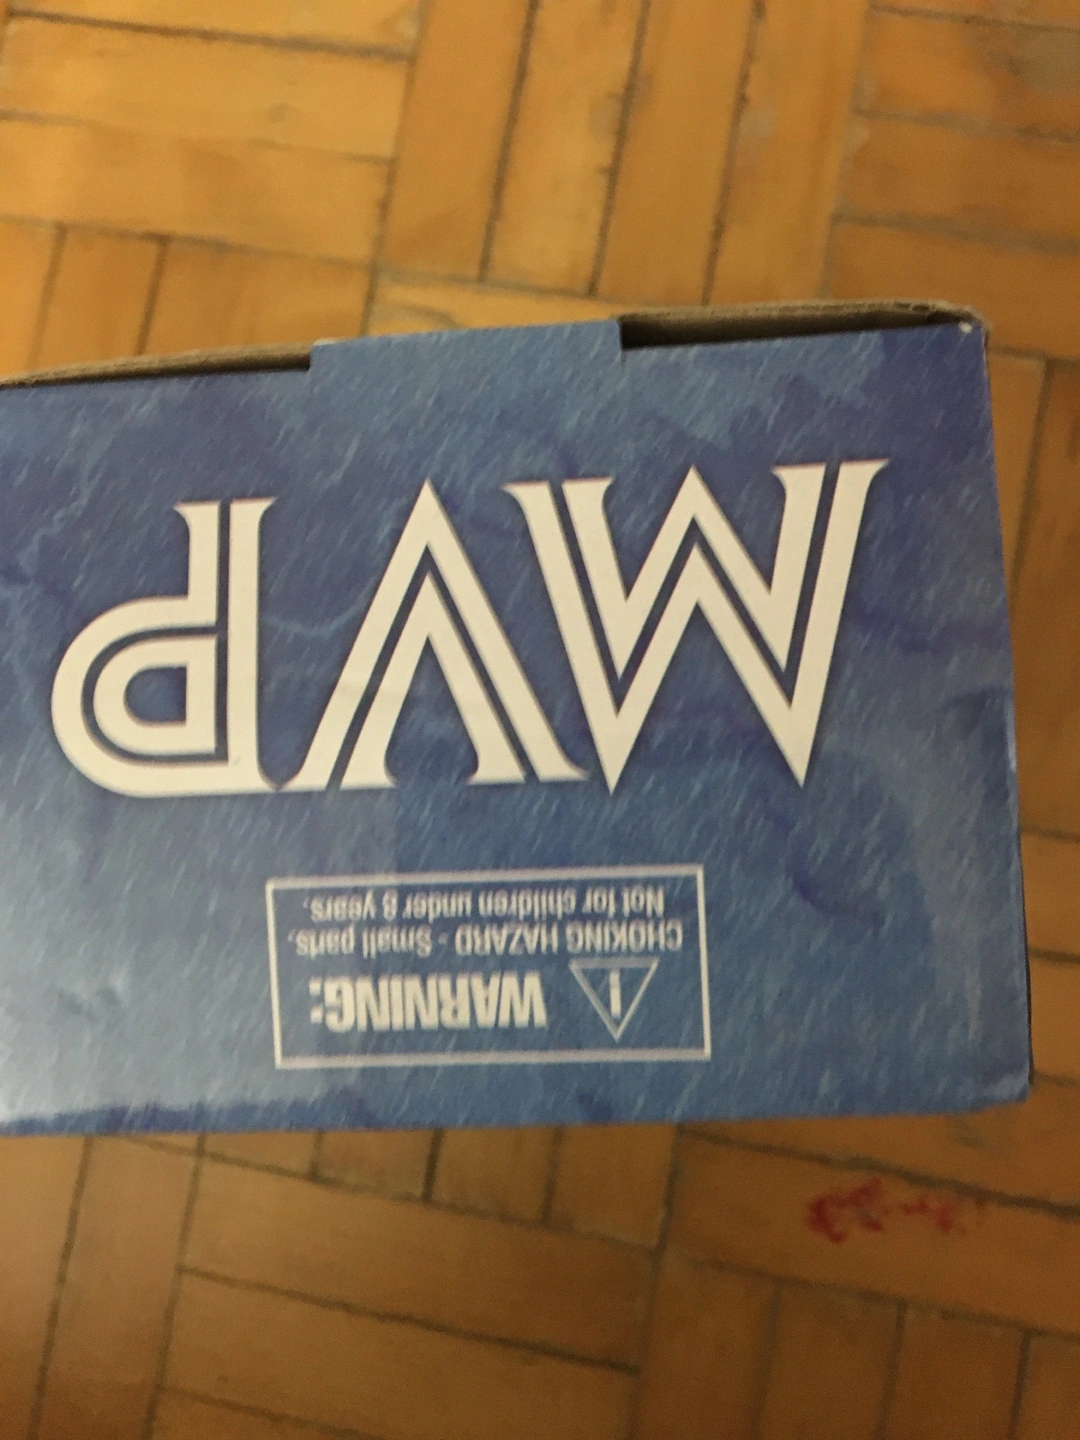 WARNING:
CHOKING HAZARD - Small parts.
Not for children under 8 years.
MVP